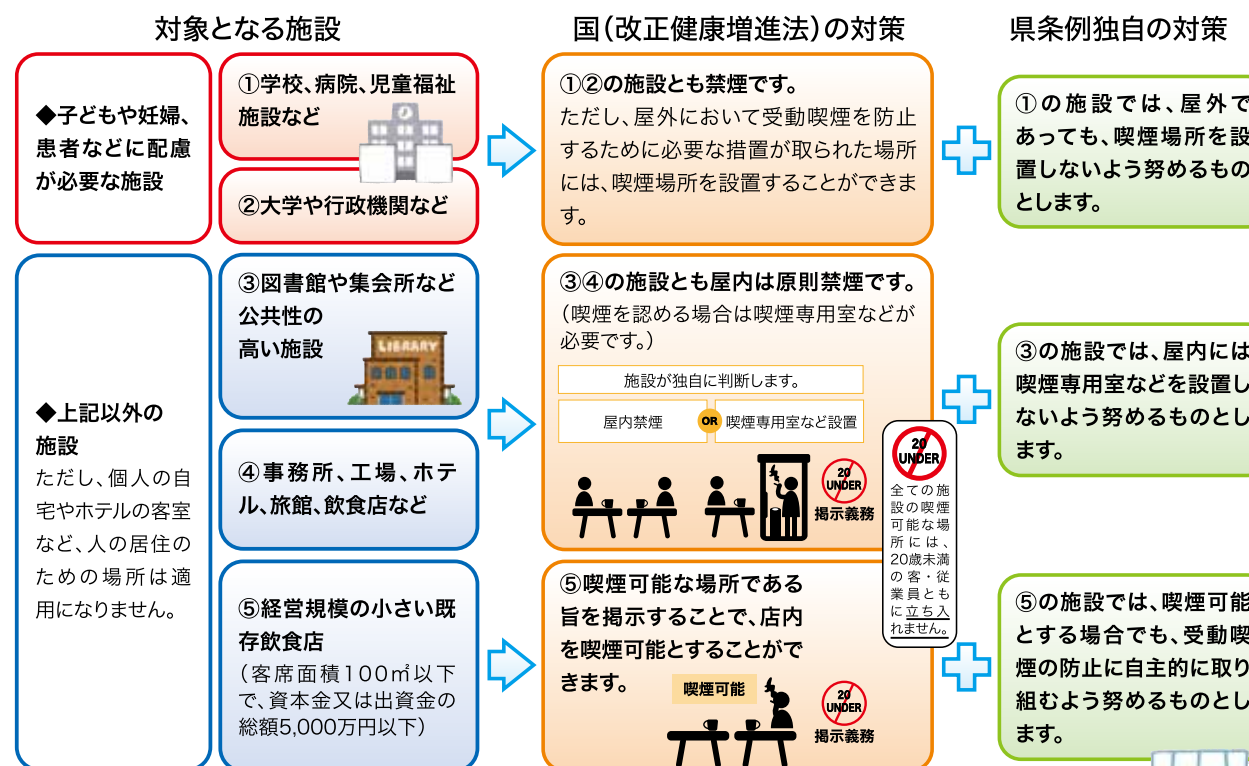 対象となる施設
国(改正健康増進法)の対策
県条例独自の対策
◆子どもや妊婦、
患者などに配慮
が必要な施設
①学校、病院、児童福祉
施設など
②大学や行政機関など
①②の施設とも禁煙です。
ただし、屋外において受動喫煙を防止
するために必要な措置が取られた場所
には、喫煙場所を設置することができま
す。
①の施設では、屋外で
あっても、喫煙場所を設
置しないよう努めるもの
とします。
◆上記以外の
施設
ただし、個人の自
宅やホテルの客室
など、人の居住の
ための場所は適
用になりません。
③図書館や集会所など
公共性の
高い施設
LIBRARY
④事務所、工場、ホテ
ル、旅館、飲食店など
③④の施設とも屋内は原則禁煙です。
(喫煙を認める場合は喫煙専用室などが
必要です。)
施設が独自に判断します。
屋内禁煙
OR
喫煙専用室など設置
20
UNDER
掲示義務
20
UNDER
全ての施
設の喫煙
可能な場
所には、
20歳未満
の客・従
業員とも
に立ち入
れません。
③の施設では、屋内には
喫煙専用室などを設置し
ないよう努めるものとし
ます。
⑤経営規模の小さい既
存飲食店
(客席面積100㎡以下
で、資本金又は出資金の
総額5,000万円以下)
⑤喫煙可能な場所である
旨を掲示することで、店内
を喫煙可能とすることがで
きます。
喫煙可能
20
UNDER
掲示義務
⑤の施設では、喫煙可能
とする場合でも、受動喫
煙の防止に自主的に取り
組むよう努めるものとし
ます。